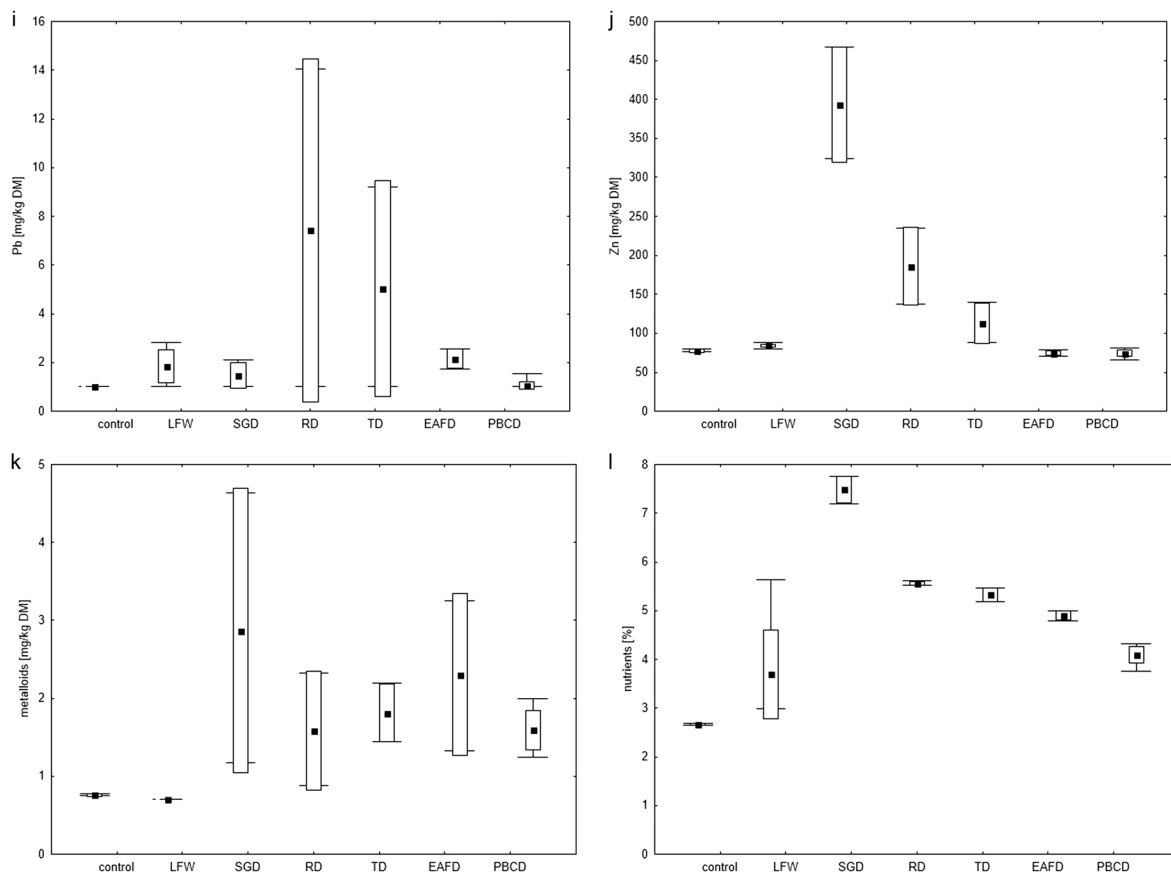 i
16
14
12
10
8
6
4
2
0
Pb [mg/kg DM]
control LFW SGD RD TD EAFD PBCD
j
500
450
400
350
300
250
200
150
100
50
0
Zn [mg/kg DM]
control LFW SGD RD TD EAFD PBCD
k
5
4
3
2
1
0
metalloids [mg/kg DM]
control LFW SGD RD TD EAFD PBCD
l
8
7
6
5
4
3
2
1
0
nutrients [%]
control LFW SGD RD TD EAFD PBCD